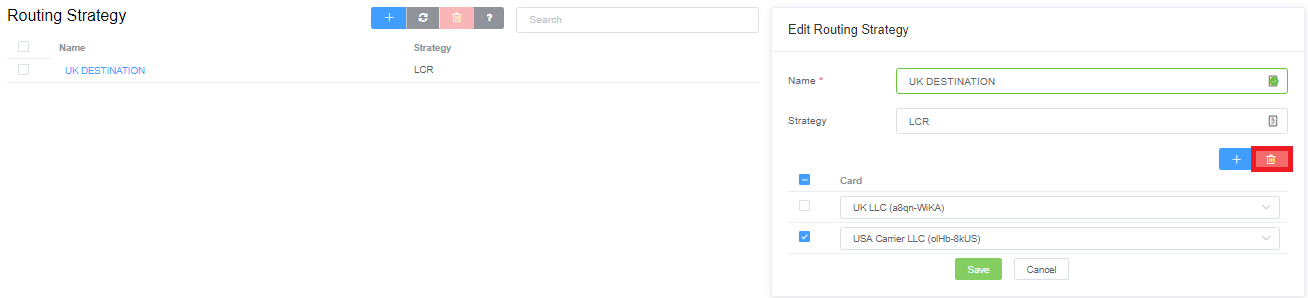 Routing Strategy
?
Search
Name
Strategy
UK DESTINATION
LCR
Edit Routing Strategy
Name *
UK DESTINATION
Strategy
LCR
Card
UK LLC (a8qn-WiKA)
USA Carrier LLC (olHb-8kUS)
Save
Cancel